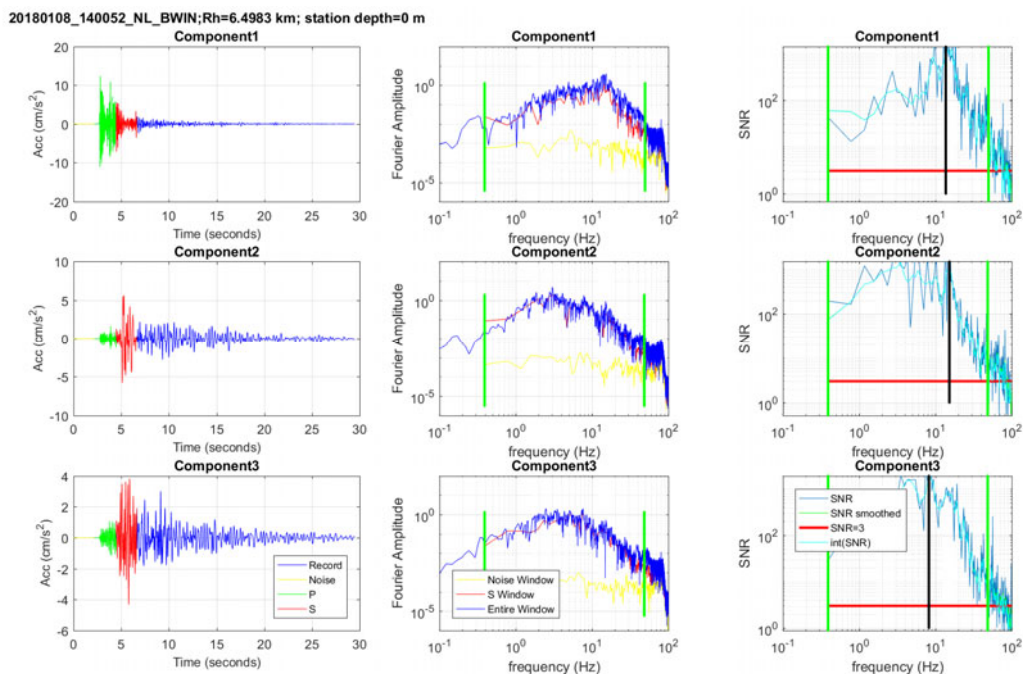 20180108_140052_NL_BWIN;Rh=6.4983 km; station depth=0 m
Component1
Acc (cm/s²)
20
10
0
-10
-20
0 5 10 15 20 25 30
Time (seconds)
Component1
Fourier Amplitude
10⁰
10⁻⁵
10⁻¹ 10⁰ 10¹ 10²
frequency (Hz)
Component1
SNR
10²
10⁰
10⁻¹ 10⁰ 10¹ 10²
frequency (Hz)
Component2
Acc (cm/s²)
10
5
0
-5
-10
0 5 10 15 20 25 30
Time (seconds)
Component2
Fourier Amplitude
10⁰
10⁻⁵
10⁻¹ 10⁰ 10¹ 10²
frequency (Hz)
Component2
SNR
10²
10⁰
10⁻¹ 10⁰ 10¹ 10²
frequency (Hz)
Component3
Acc (cm/s²)
4
2
0
-2
-4
-6
Record
Noise
P
S
0 5 10 15 20 25 30
Time (seconds)
Component3
Fourier Amplitude
10⁰
10⁻⁵
Noise Window
S Window
Entire Window
10⁻¹ 10⁰ 10¹ 10²
frequency (Hz)
Component3
SNR
10²
10⁰
SNR
SNR smoothed
SNR=3
int(SNR)
10⁻¹ 10⁰ 10¹ 10²
frequency (Hz)